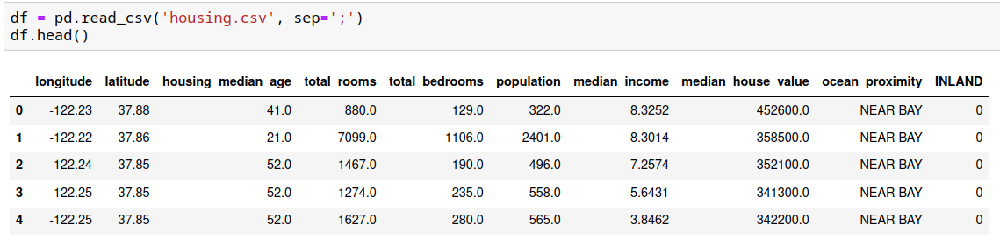 df = pd.read_csv('housing.csv', sep=';')
df.head()
longitude latitude housing_median_age total_rooms total_bedrooms population median_income median_house_value ocean_proximity INLAND
0 -122.23 37.88 41.0 880.0 129.0 322.0 8.3252 452600.0 NEAR BAY 0
1 -122.22 37.86 21.0 7099.0 1106.0 2401.0 8.3014 358500.0 NEAR BAY 0
2 -122.24 37.85 52.0 1467.0 190.0 496.0 7.2574 352100.0 NEAR BAY 0
3 -122.25 37.85 52.0 1274.0 235.0 558.0 5.6431 341300.0 NEAR BAY 0
4 -122.25 37.85 52.0 1627.0 280.0 565.0 3.8462 342200.0 NEAR BAY 0